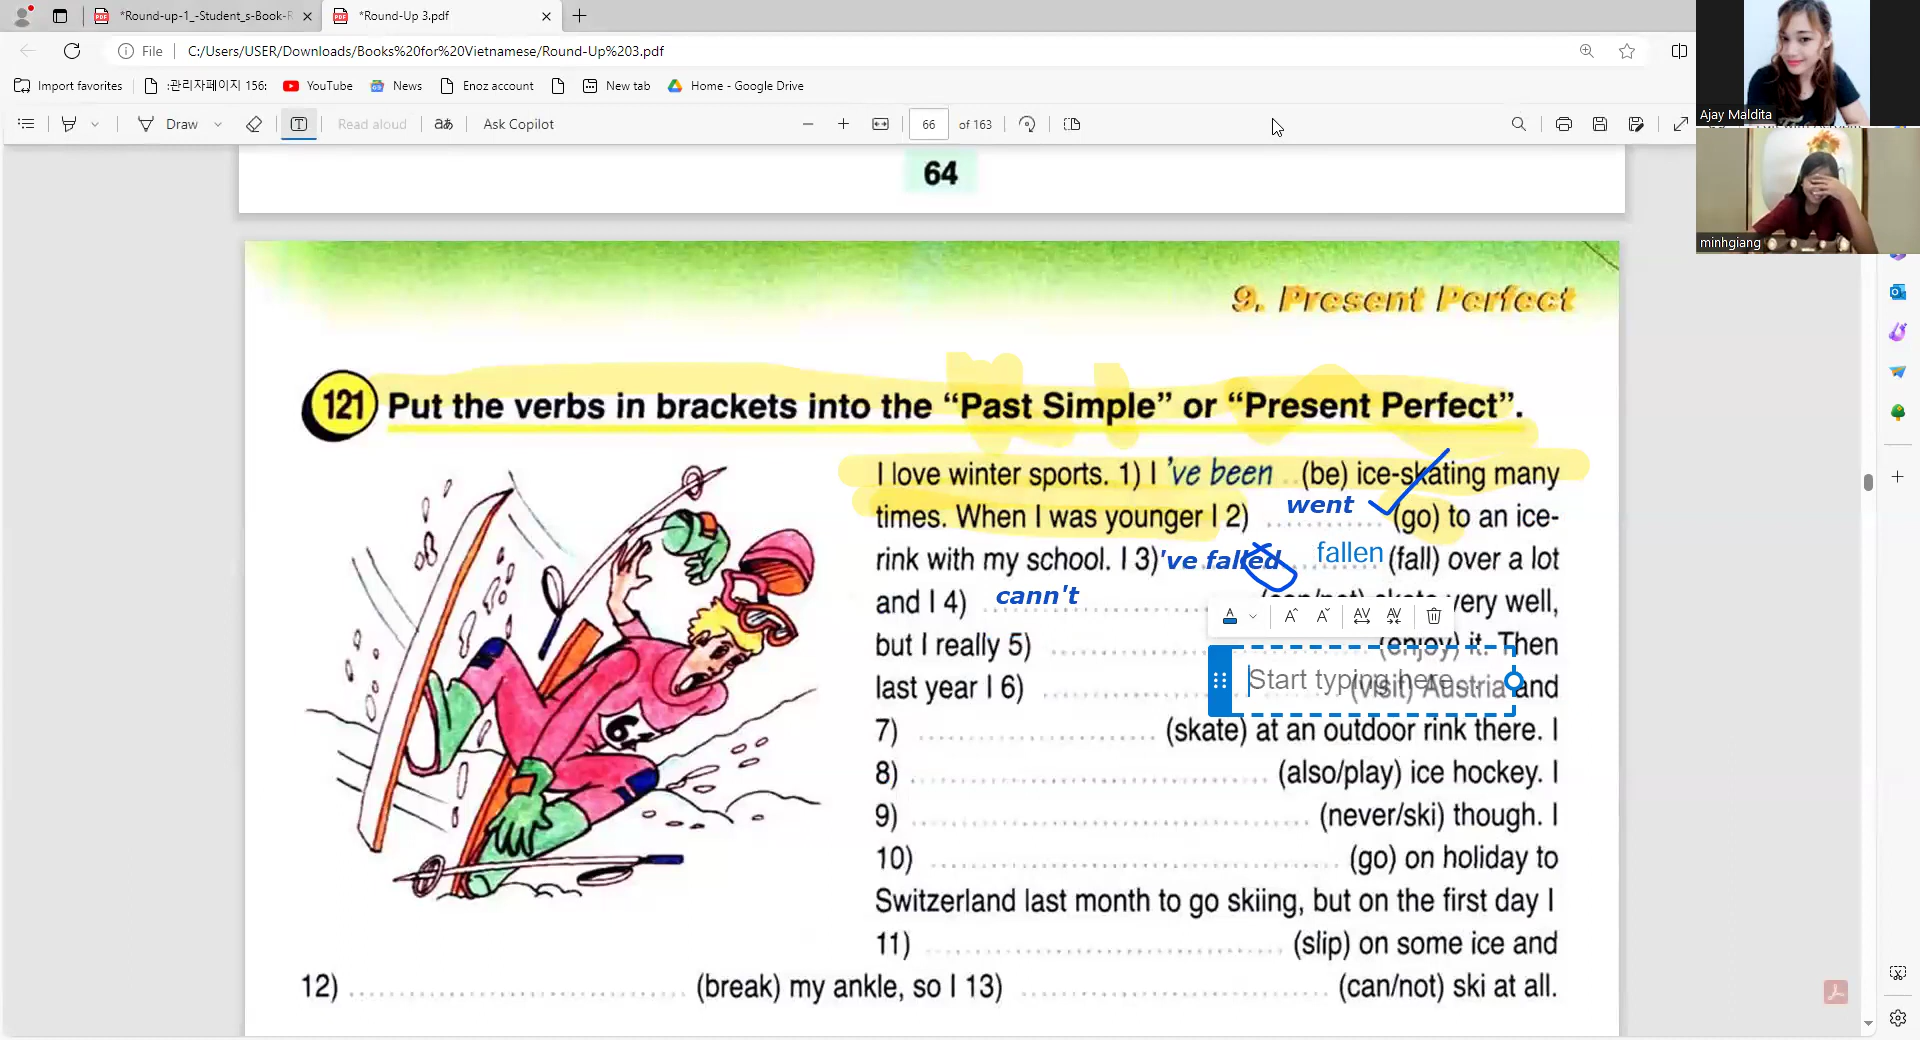 *Round-up-1_-Student_s-Book-R
*Round-Up 3.pdf
File
C:/Users/USER/Downloads/Books%20for%20Vietnamese/Round-Up%203.pdf
Import favorites
:관리자페이지 156:
YouTube
News
Enoz account
New tab
Home - Google Drive
Draw
Read aloud
aあ
Ask Copilot
66 of 163
Ajay Maldita
minhgiang
64
9. Present Perfect
121 Put the verbs in brackets into the “Past Simple” or “Present Perfect”.
I love winter sports. 1) I 've been (be) ice-skating many
times. When I was younger I 2) went (go) to an ice-
rink with my school. I 3) 've falled fallen (fall) over a lot
and I 4) cann't (can/not) skate very well,
but I really 5) (enjoy) it. Then
last year I 6) (visit) Austria and
Start typing here...
7) (skate) at an outdoor rink there. I
8) (also/play) ice hockey. I
9) (never/ski) though. I
10) (go) on holiday to
Switzerland last month to go skiing, but on the first day I
11) (slip) on some ice and
12) (break) my ankle, so I 13) (can/not) ski at all.